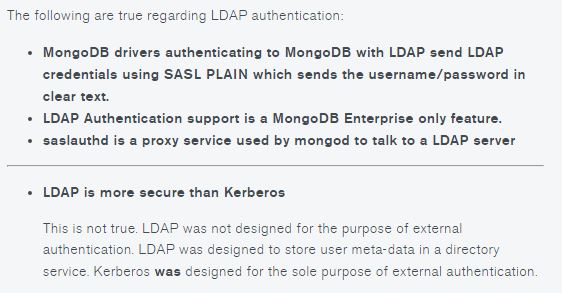 The following are true regarding LDAP authentication:
• MongoDB drivers authenticating to MongoDB with LDAP send LDAP
credentials using SASL PLAIN which sends the username/password in
clear text.
• LDAP Authentication support is a MongoDB Enterprise only feature.
• saslauthd is a proxy service used by mongod to talk to a LDAP server
• LDAP is more secure than Kerberos
This is not true. LDAP was not designed for the purpose of external
authentication. LDAP was designed to store user meta-data in a directory
service. Kerberos was designed for the sole purpose of external authentication.